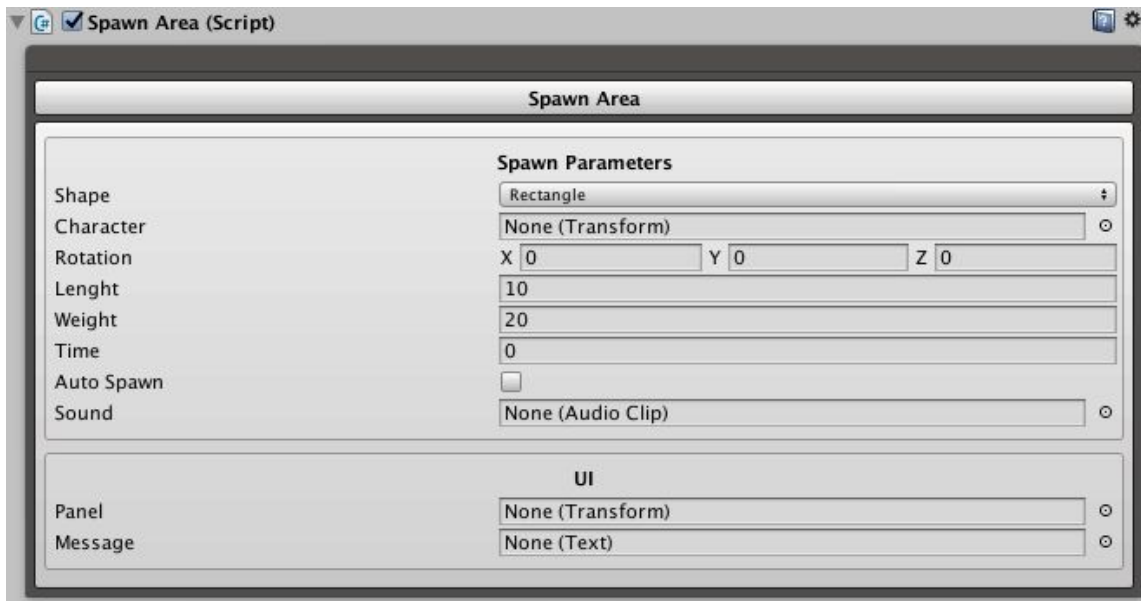 Spawn Area (Script)
Spawn Area
Spawn Parameters
Shape Rectangle
Character None (Transform)
Rotation X 0 Y 0 Z 0
Lenght 10
Weight 20
Time 0
Auto Spawn
Sound None (Audio Clip)
UI
Panel None (Transform)
Message None (Text)